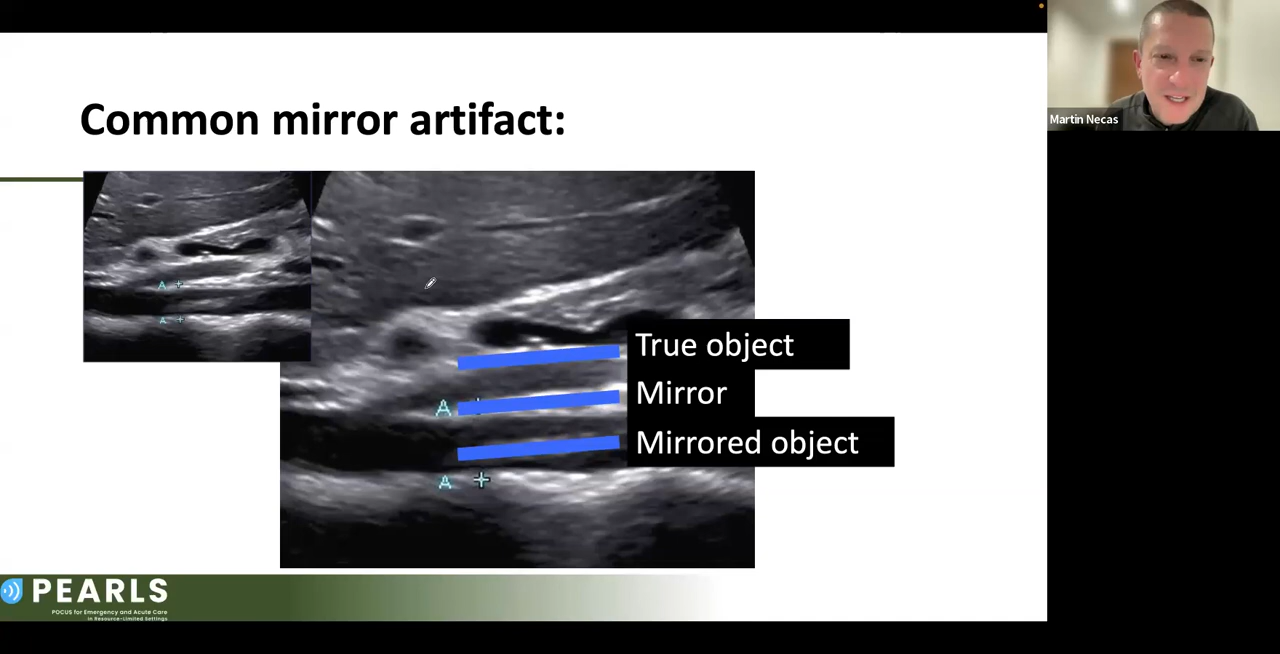 Common mirror artifact:
Martin Necas
A
A
True object
Mirror
A
Mirrored object
A
PEARLS
POCUS for Emergency and Acute Care
in Resource-Limited Settings